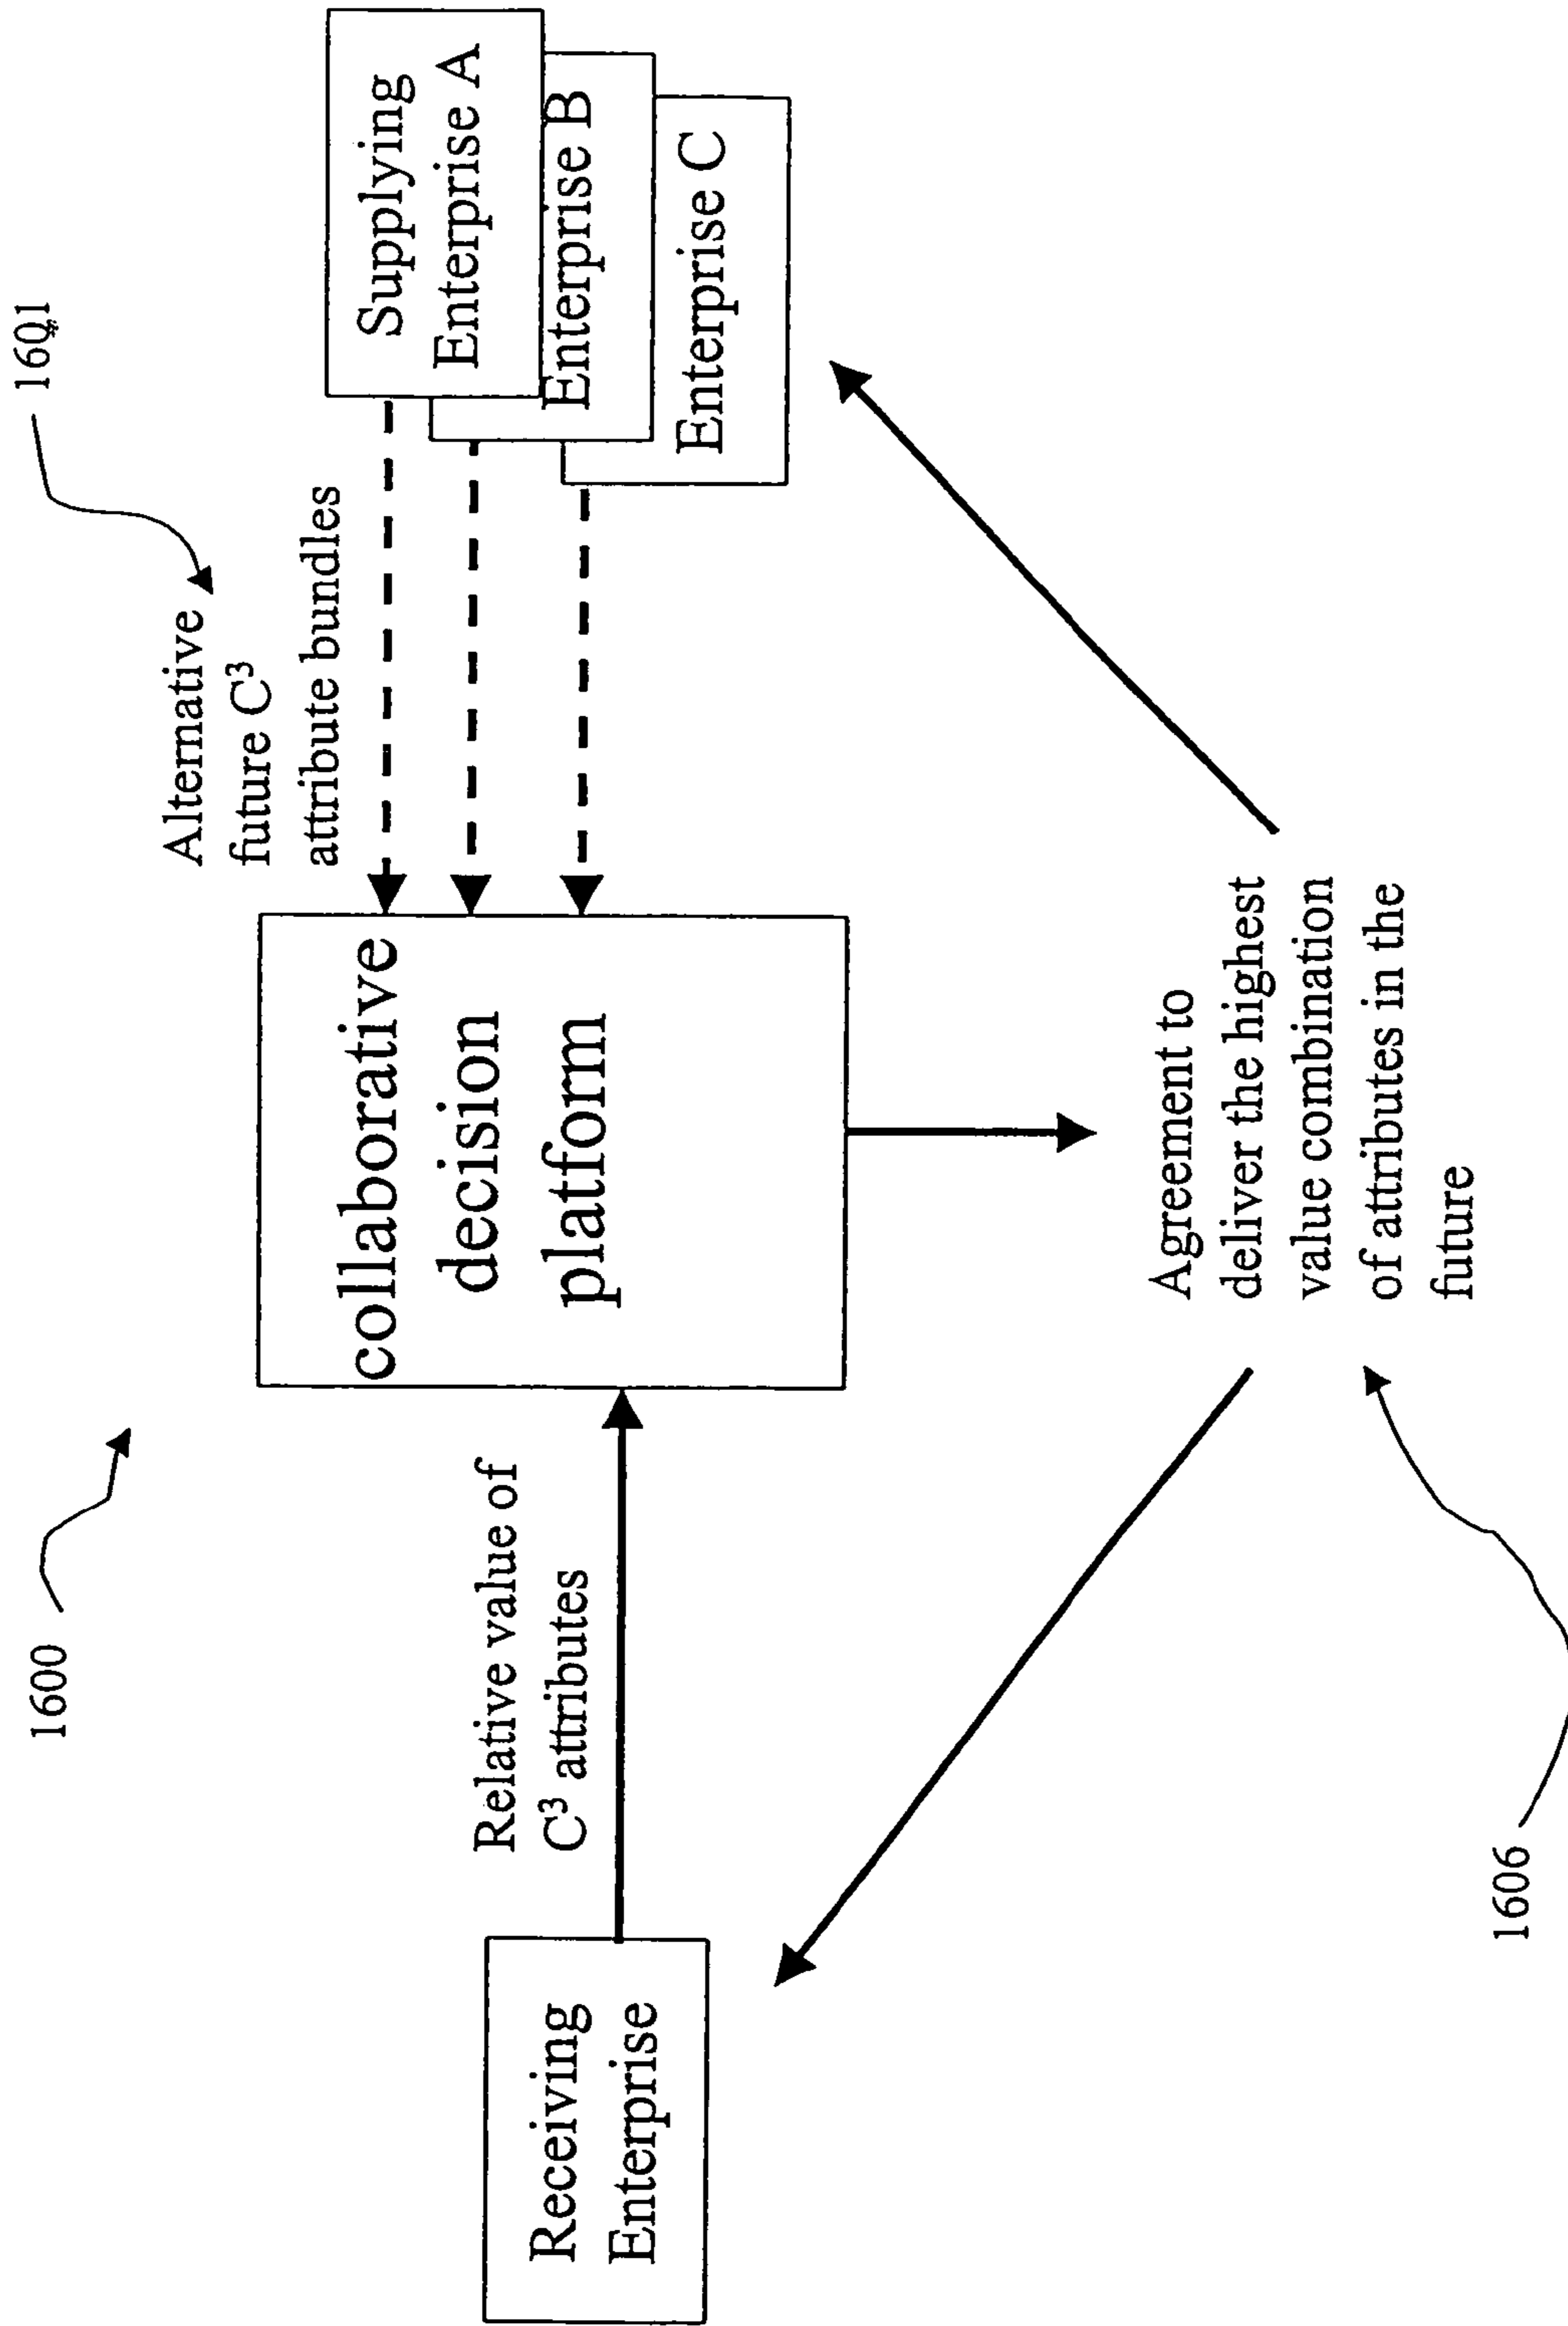 1600
1601
Alternative
future C³
attribute bundles
Relative value of
C³ attributes
Receiving
Enterprise
collaborative
decision
platform
Supplying
Enterprise A
Enterprise B
Enterprise C
Agreement to
deliver the highest
value combination
of attributes in the
future
1606